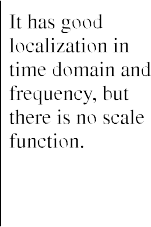 It has good
localization in
time domain and
frequency, but
there is no scale
function.